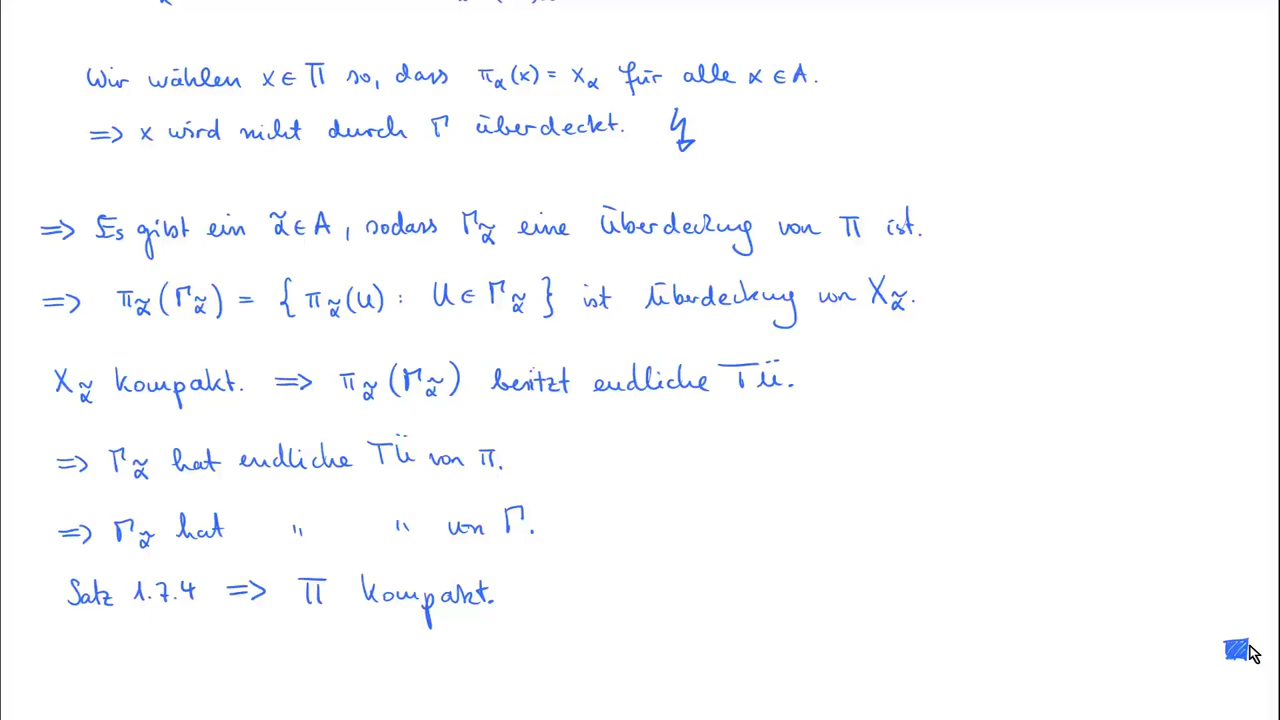 Wir wählen x ∈ Π so, dass π_α(x) = x_α für alle α ∈ A.
=> x wird nicht durch Γ überdeckt. ↯
=> Es gibt ein α̃ ∈ A, sodass Γ_α̃ eine Überdeckung von Π ist.
=> π_α̃(Γ_α̃) = { π_α̃(U) : U ∈ Γ_α̃ } ist Überdeckung von X_α̃.
X_α̃ kompakt. => π_α̃(Γ_α̃) besitzt endliche TÜ.
=> Γ_α̃ hat endliche TÜ von Π.
=> Γ_α̃ hat " " von Γ.
Satz 1.7.4 => Π kompakt.